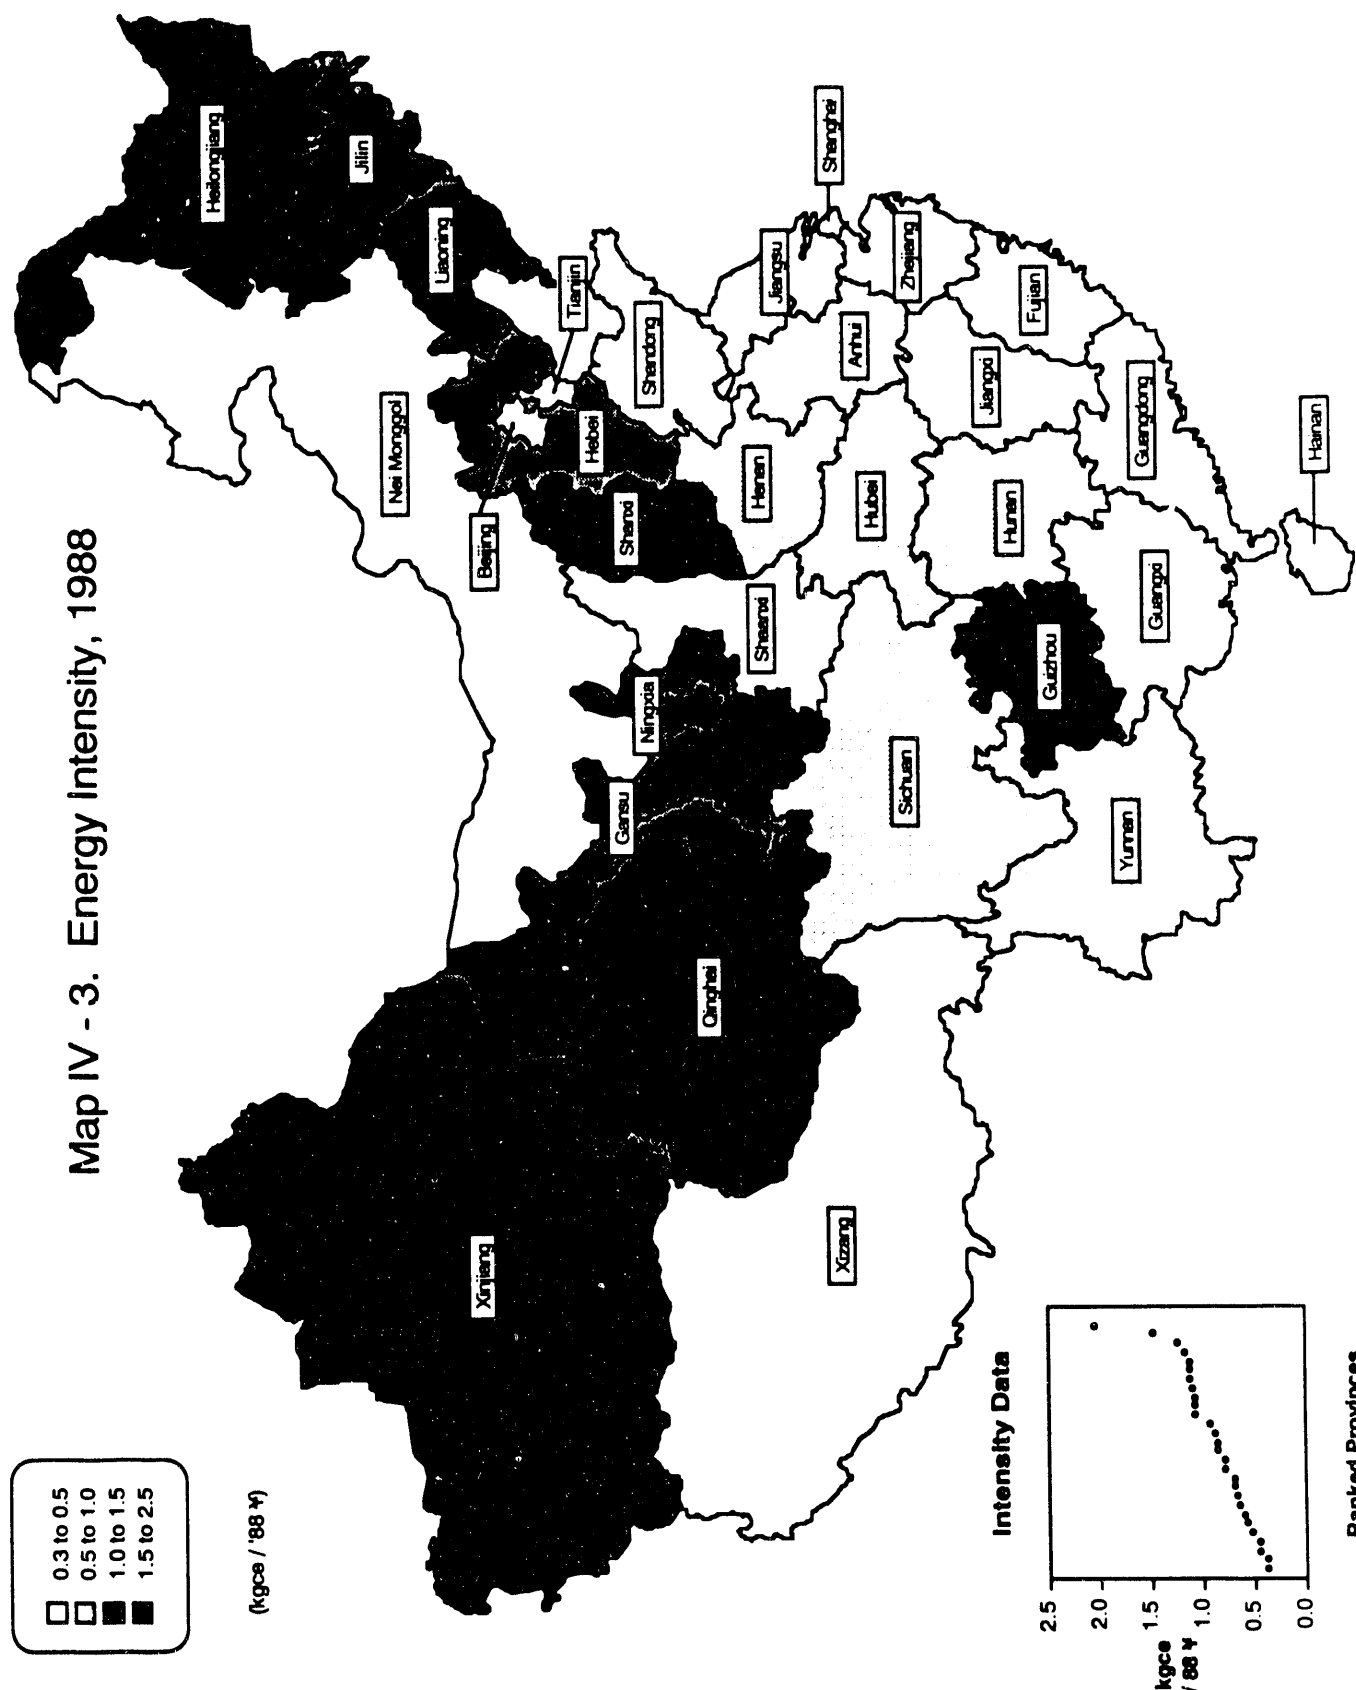 Map IV - 3. Energy Intensity, 1988
0.3 to 0.5
0.5 to 1.0
1.0 to 1.5
1.5 to 2.5
(kgce / '88 ¥)
Heilongjiang
Jilin
Liaoning
Nei Monggol
Beijing
Tianjin
Hebei
Shanxi
Shandong
Xinjiang
Gansu
Ningxia
Qinghai
Shaanxi
Henan
Jiangsu
Shanghai
Anhui
Zhejiang
Hubei
Sichuan
Xizang
Jiangxi
Fujian
Hunan
Guizhou
Yunnan
Guangxi
Guangdong
Hainan
Intensity Data
2.5
2.0
1.5
1.0
0.5
0.0
kgce
/ 88 ¥
Ranked Provinces